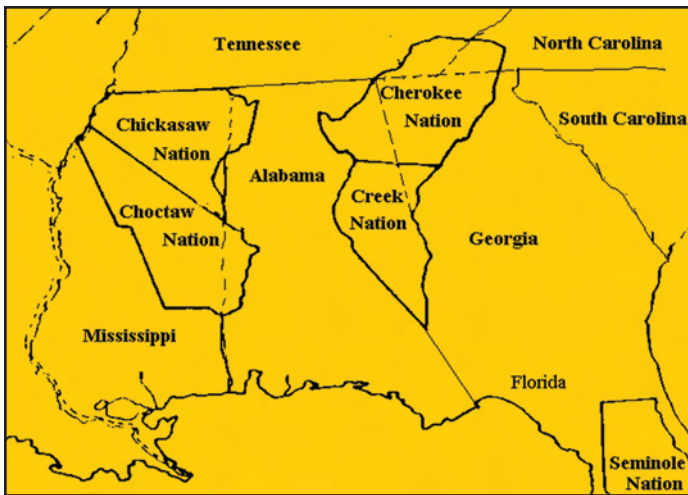 Tennessee
North Carolina
Cherokee
Nation
South Carolina
Chickasaw
Nation
Alabama
Creek
Nation
Choctaw
Nation
Georgia
Mississippi
Florida
Seminole
Nation